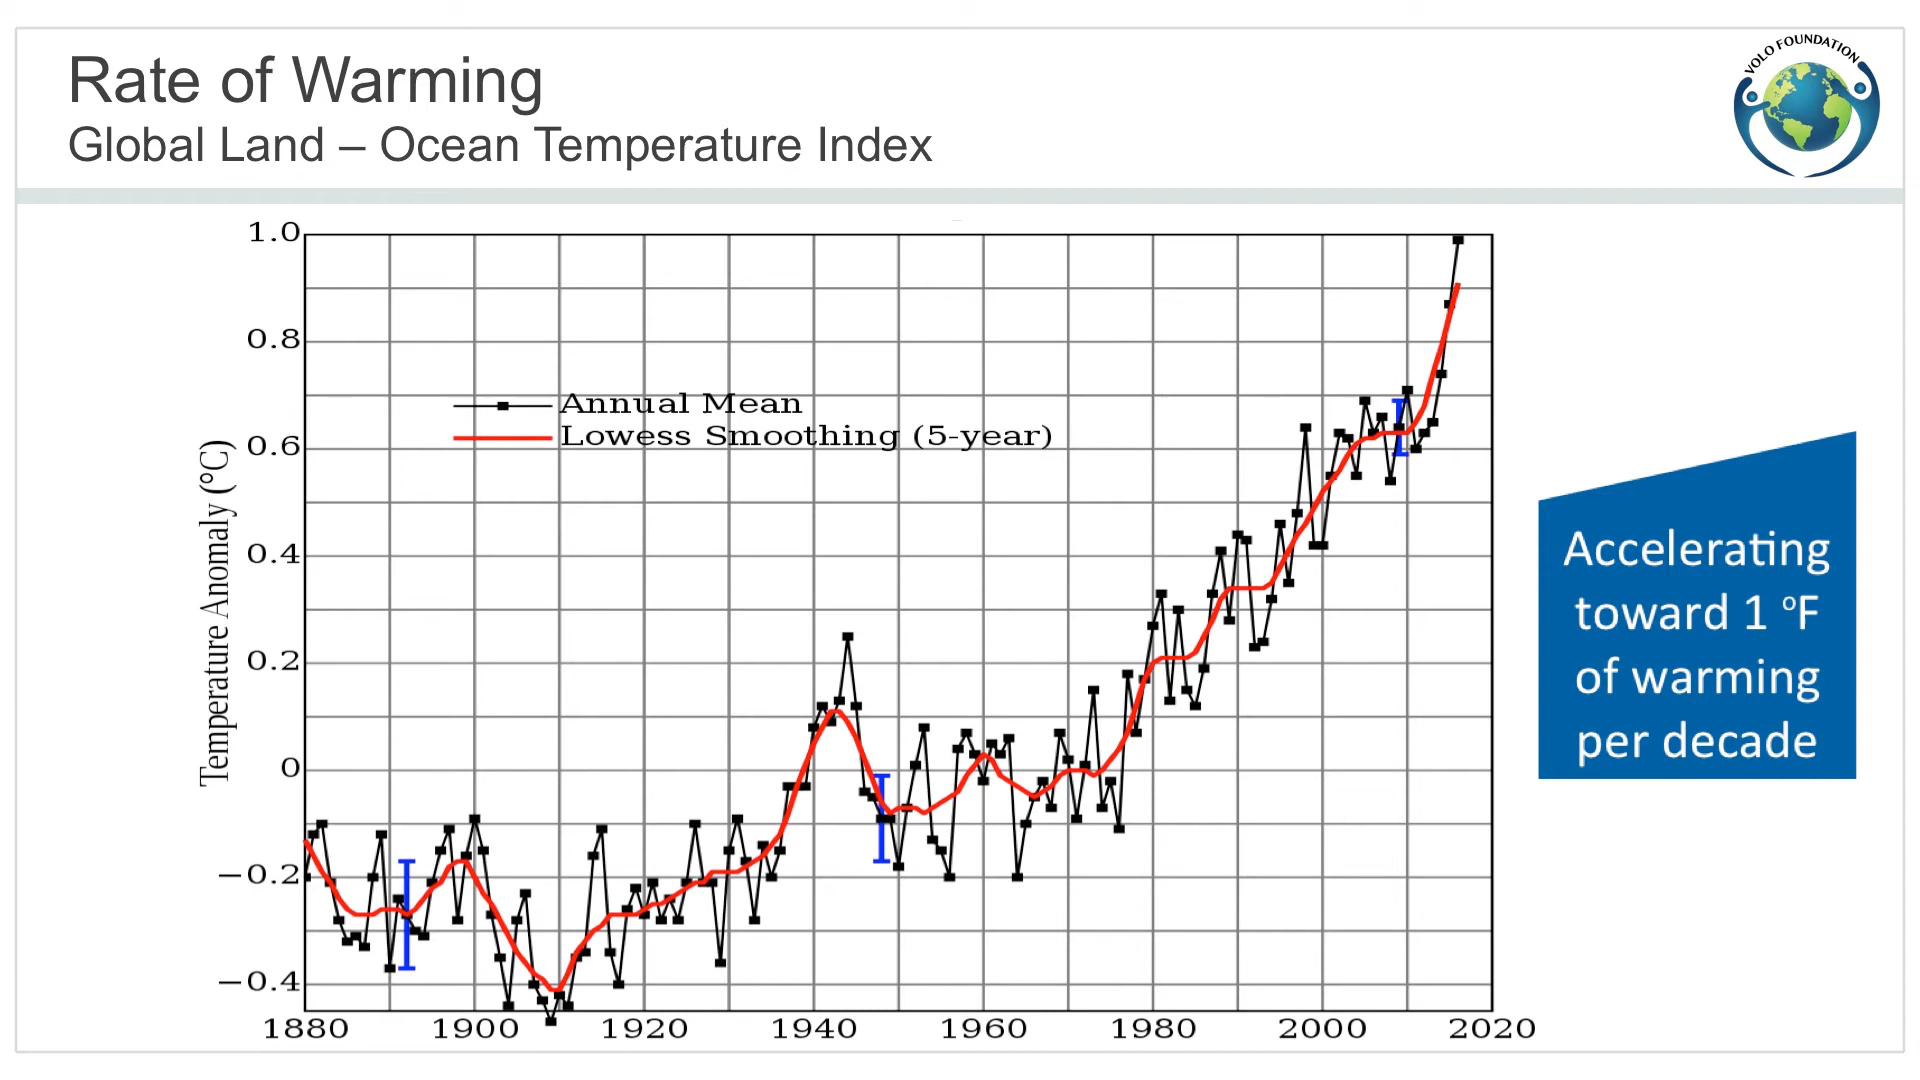 Rate of Warming
VOLO FOUNDATION
Global Land – Ocean Temperature Index
1.0
0.8
0.6
0.4
0.2
0
−0.2
−0.4
Temperature Anomaly (°C)
Annual Mean
Lowess Smoothing (5-year)
1880 1900 1920 1940 1960 1980 2000 2020
Accelerating
toward 1 ºF
of warming
per decade